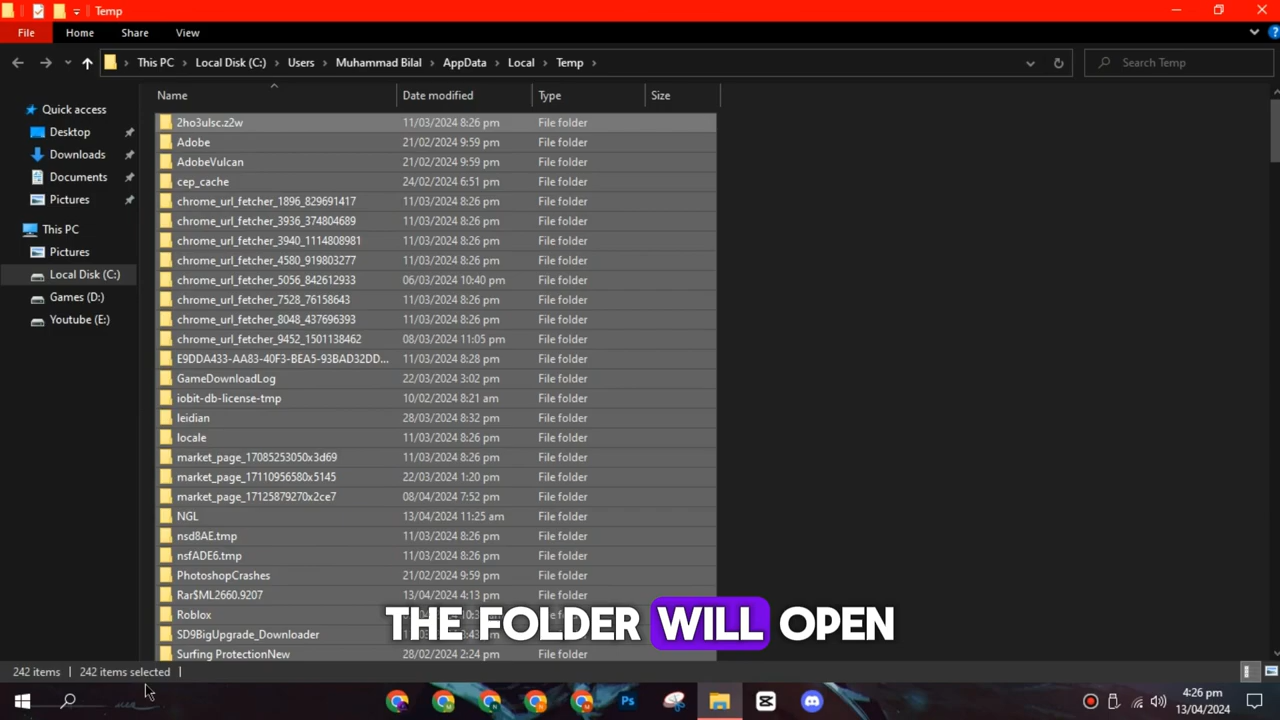 Temp
File Home Share View
This PC Local Disk (C:) Users Muhammad Bilal AppData Local Temp Search Temp
Name Date modified Type Size
Quick access
Desktop
Downloads
Documents
Pictures
This PC
Pictures
Local Disk (C:)
Games (D:)
Youtube (E:)
2ho3ulsc.z2w 11/03/2024 8:26 pm File folder
Adobe 21/02/2024 9:59 pm File folder
AdobeVulcan 21/02/2024 9:59 pm File folder
cep_cache 24/02/2024 6:51 pm File folder
chrome_url_fetcher_1896_829691417 11/03/2024 8:26 pm File folder
chrome_url_fetcher_3936_374804689 11/03/2024 8:26 pm File folder
chrome_url_fetcher_3940_1114808981 11/03/2024 8:26 pm File folder
chrome_url_fetcher_4580_919803277 11/03/2024 8:26 pm File folder
chrome_url_fetcher_5056_842612933 06/03/2024 10:40 pm File folder
chrome_url_fetcher_7528_76158643 11/03/2024 8:26 pm File folder
chrome_url_fetcher_8048_437696393 11/03/2024 8:26 pm File folder
chrome_url_fetcher_9452_1501138462 08/03/2024 11:05 pm File folder
E9DDA433-AA83-40F3-BEA5-93BAD32DD... 11/03/2024 8:28 pm File folder
GameDownloadLog 22/03/2024 3:02 pm File folder
iobit-db-license-tmp 10/02/2024 8:21 am File folder
leidian 28/03/2024 8:32 pm File folder
locale 11/03/2024 8:26 pm File folder
market_page_17085253050x3d69 11/03/2024 8:26 pm File folder
market_page_17110956580x5145 22/03/2024 1:20 pm File folder
market_page_17125879270x2ce7 08/04/2024 7:52 pm File folder
NGL 13/04/2024 11:25 am File folder
nsd8AE.tmp 11/03/2024 8:26 pm File folder
nsfADE6.tmp 11/03/2024 8:26 pm File folder
PhotoshopCrashes 21/02/2024 9:59 pm File folder
Rar$ML2660.9207 13/04/2024 4:13 pm File folder
Roblox File folder
SD9BigUpgrade_Downloader File folder
Surfing ProtectionNew 28/02/2024 2:24 pm File folder
THE FOLDER WILL OPEN
242 items 242 items selected
Ps
4:26 pm
13/04/2024